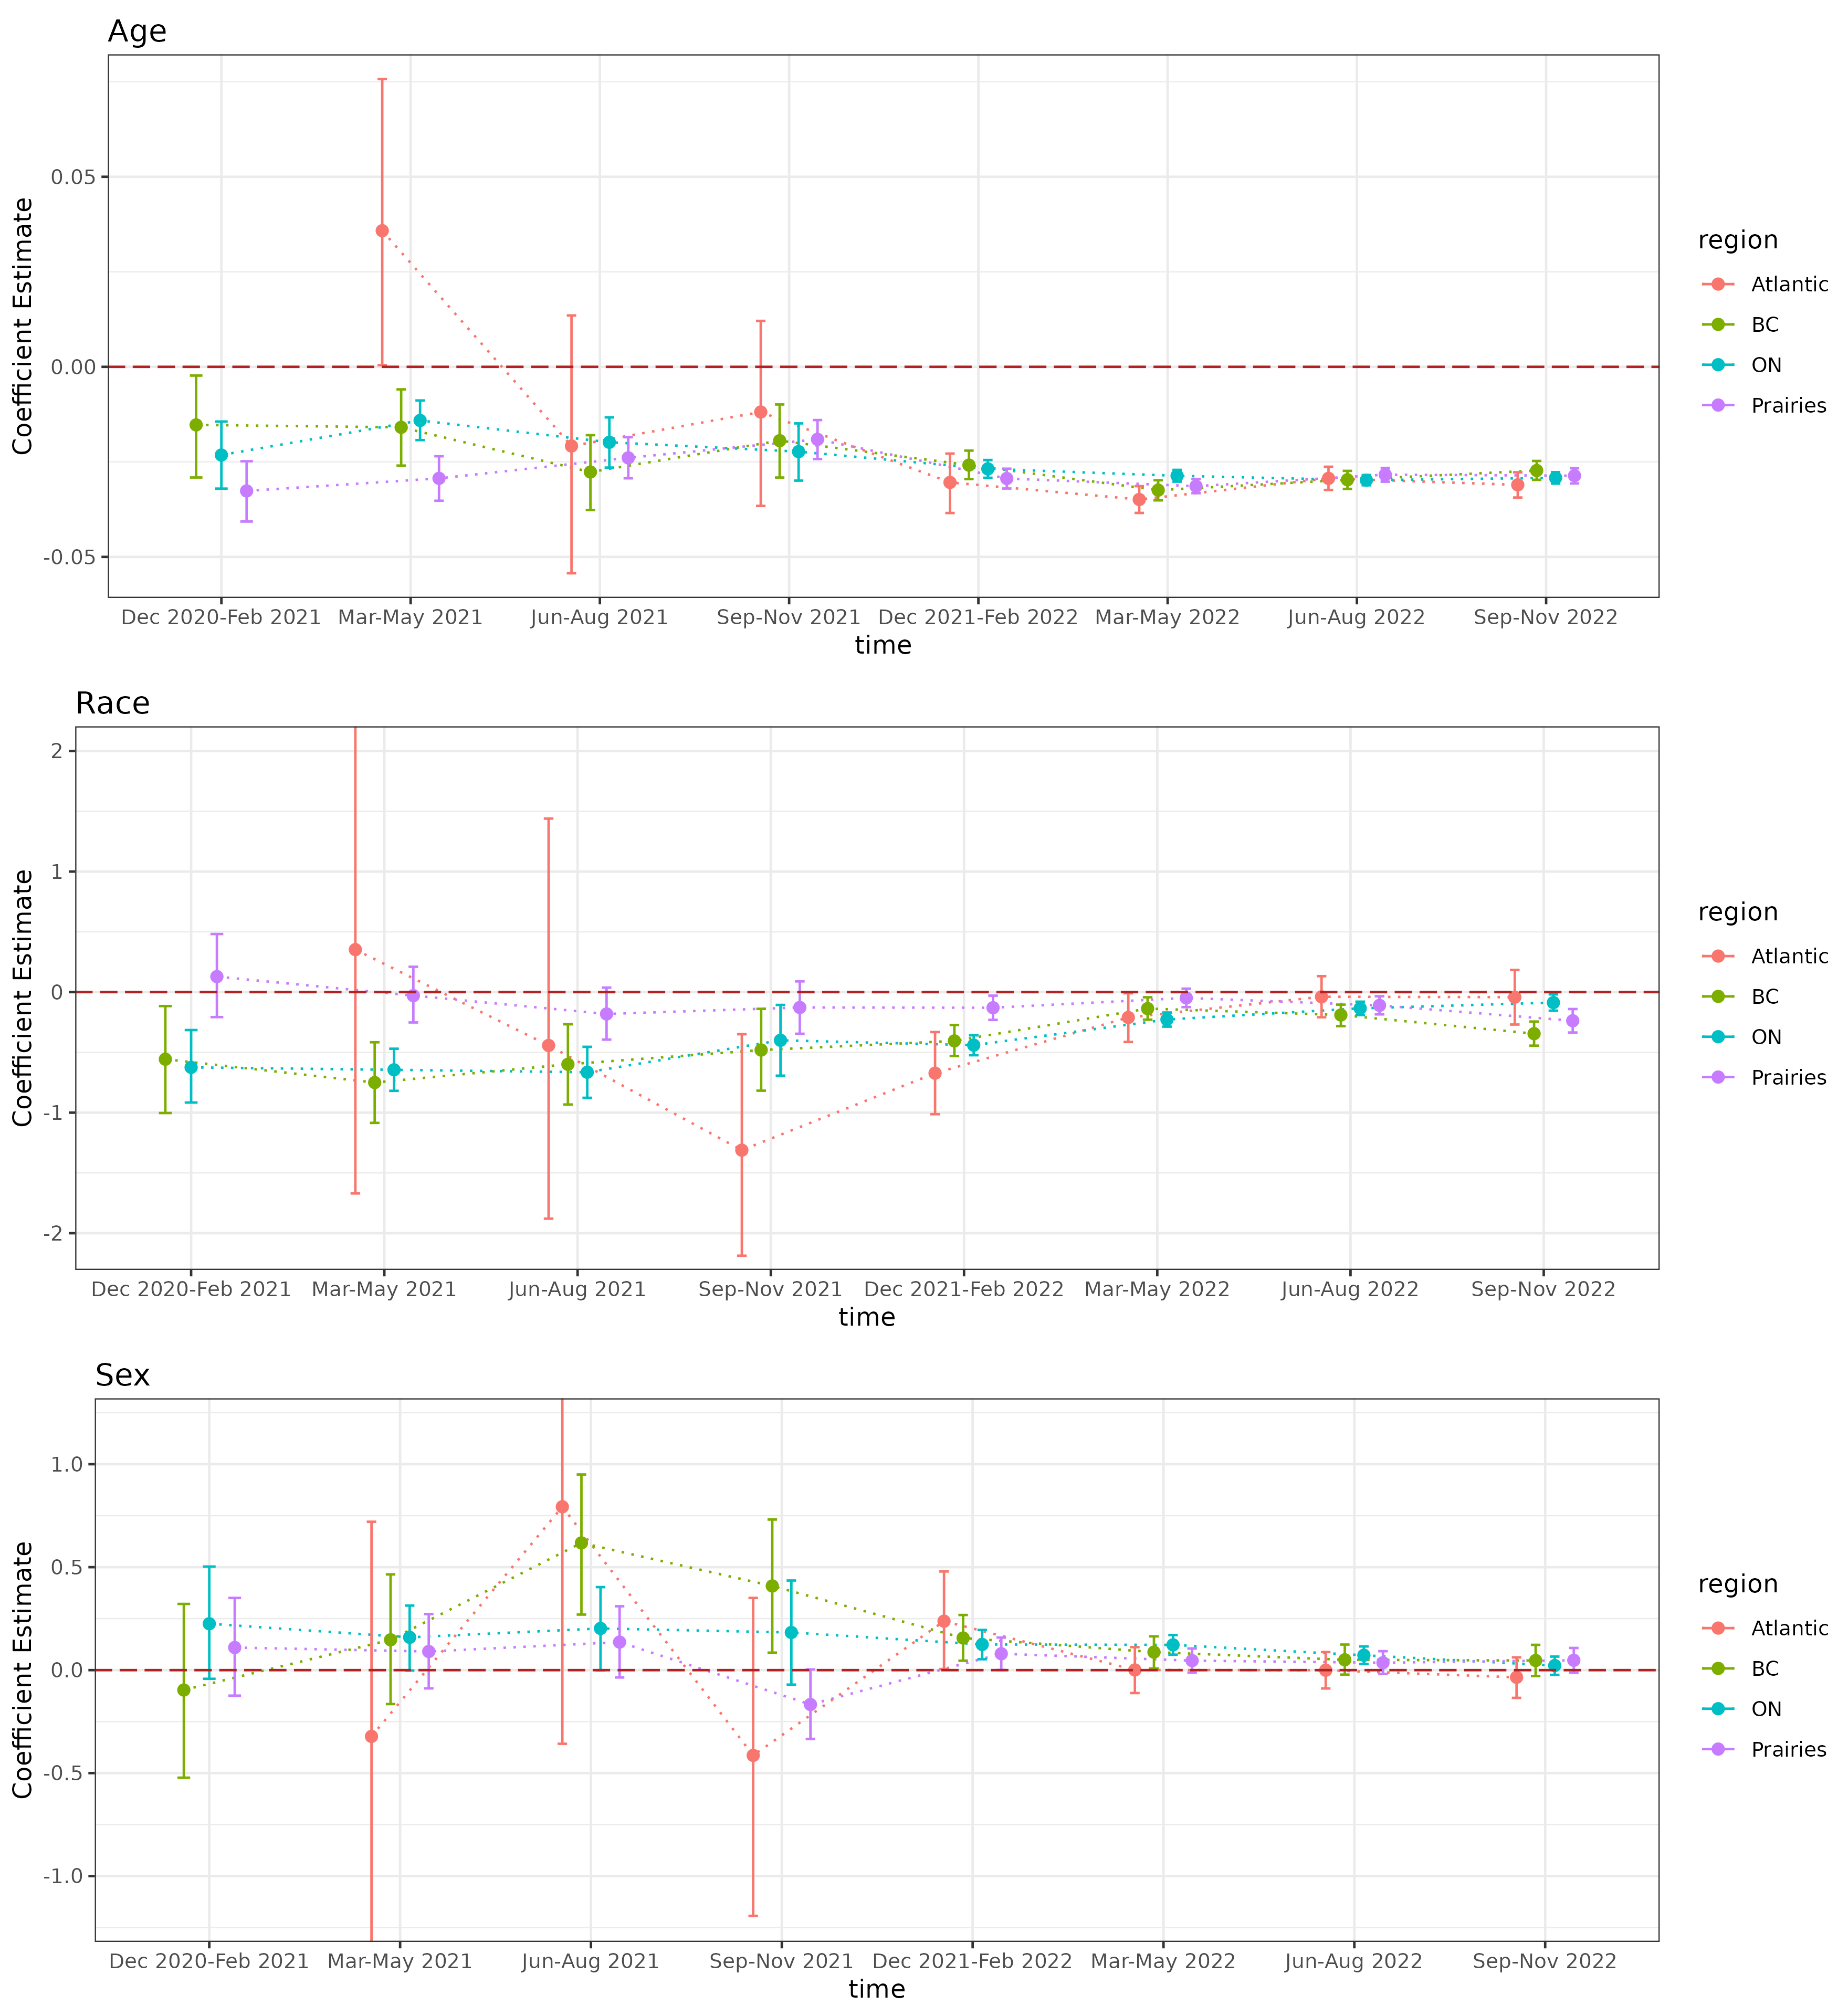 Age
Coefficient Estimate
0.05
0.00
-0.05
Dec 2020-Feb 2021 Mar-May 2021 Jun-Aug 2021 Sep-Nov 2021 Dec 2021-Feb 2022 Mar-May 2022 Jun-Aug 2022 Sep-Nov 2022
time
region
Atlantic
BC
ON
Prairies
Race
Coefficient Estimate
2
1
0
-1
-2
Dec 2020-Feb 2021 Mar-May 2021 Jun-Aug 2021 Sep-Nov 2021 Dec 2021-Feb 2022 Mar-May 2022 Jun-Aug 2022 Sep-Nov 2022
time
region
Atlantic
BC
ON
Prairies
Sex
Coefficient Estimate
1.0
0.5
0.0
-0.5
-1.0
Dec 2020-Feb 2021 Mar-May 2021 Jun-Aug 2021 Sep-Nov 2021 Dec 2021-Feb 2022 Mar-May 2022 Jun-Aug 2022 Sep-Nov 2022
time
region
Atlantic
BC
ON
Prairies